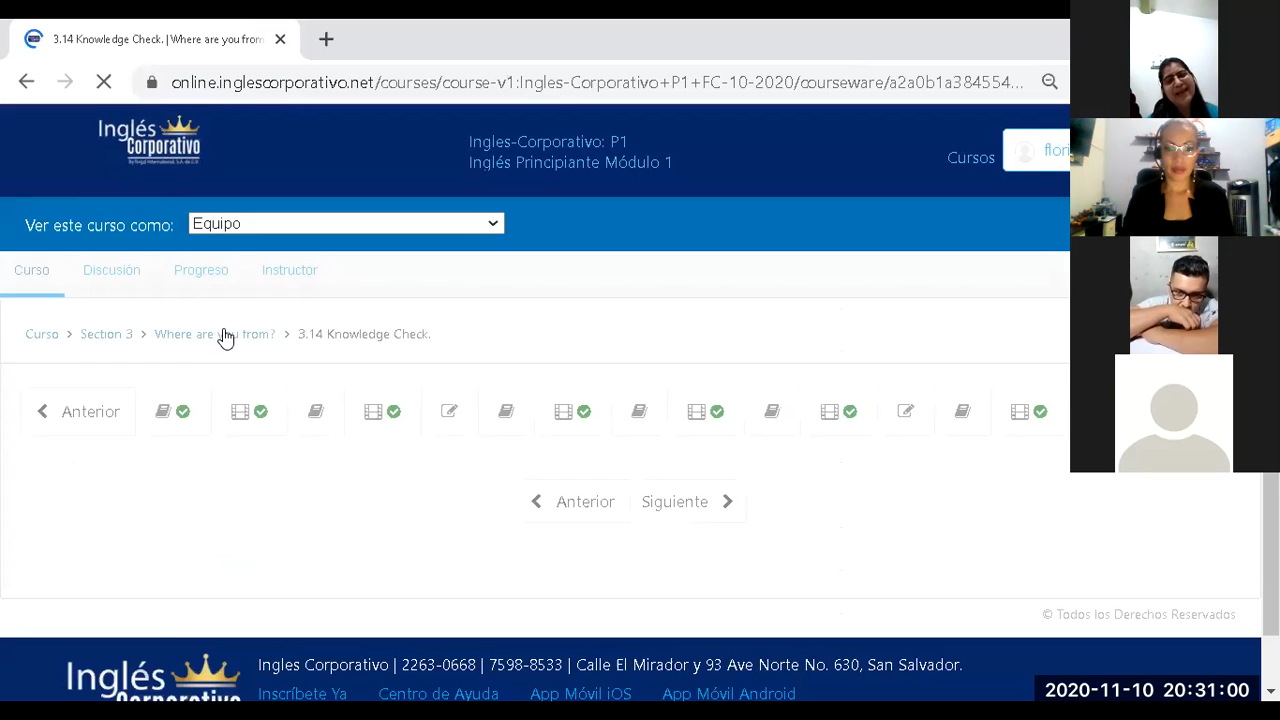 3.14 Knowledge Check. | Where are you from
online.inglescorporativo.net/courses/course-v1:Ingles-Corporativo+P1+FC-10-2020/courseware/a2a0b1a384554...
Inglés
Corporativo
Ingles-Corporativo: P1
Inglés Principiante Módulo 1
Cursos
flori
Ver este curso como: Equipo
Curso Discusión Progreso Instructor
Curso > Section 3 > Where are you from? > 3.14 Knowledge Check.
Anterior
Anterior Siguiente
© Todos los Derechos Reservados
Inglés
Corporativo
Ingles Corporativo | 2263-0668 | 7598-8533 | Calle El Mirador y 93 Ave Norte No. 630, San Salvador.
Inscríbete Ya Centro de Ayuda App Móvil iOS App Móvil Android
2020-11-10 20:31:00